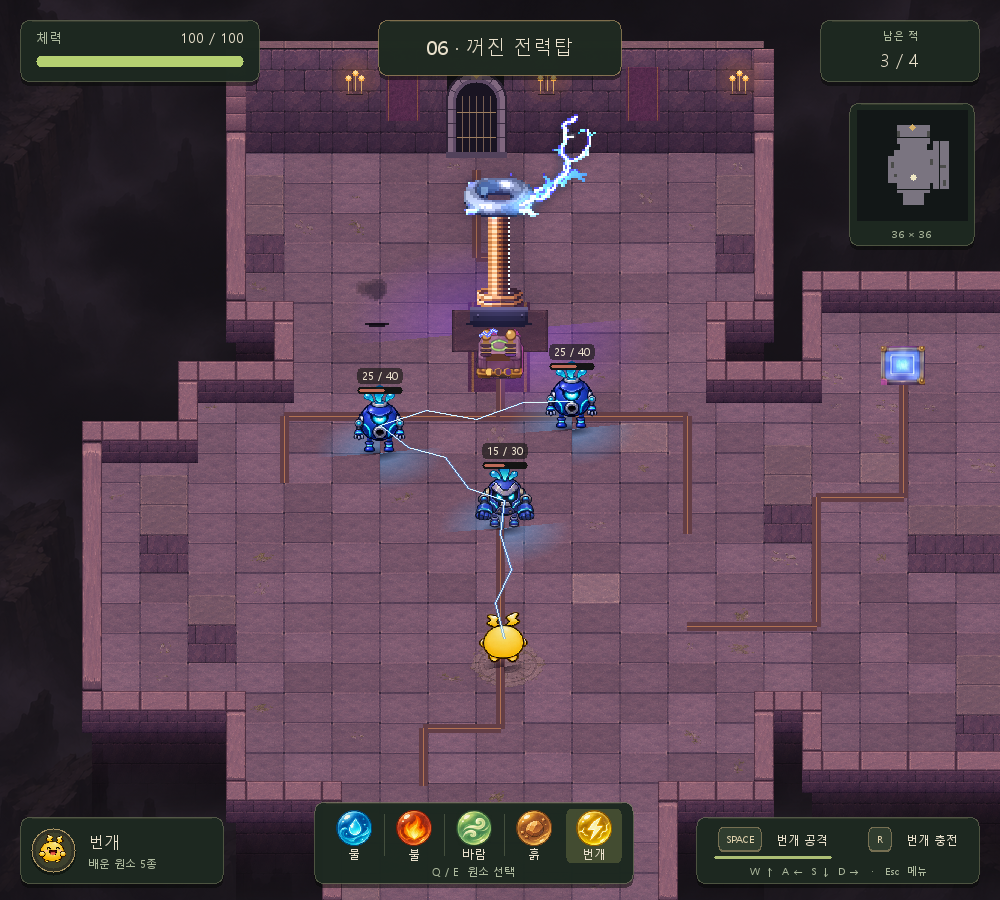 체력 100 / 100
06 · 꺼진 전력탑
남은 적
3 / 4
36 × 36
25 / 40
25 / 40
15 / 30
번개
배운 원소 5종
물 불 바람 흙 번개
Q / E 원소 선택
SPACE 번개 공격 R 번개 충전
W ↑ A ← S ↓ D → · Esc 메뉴